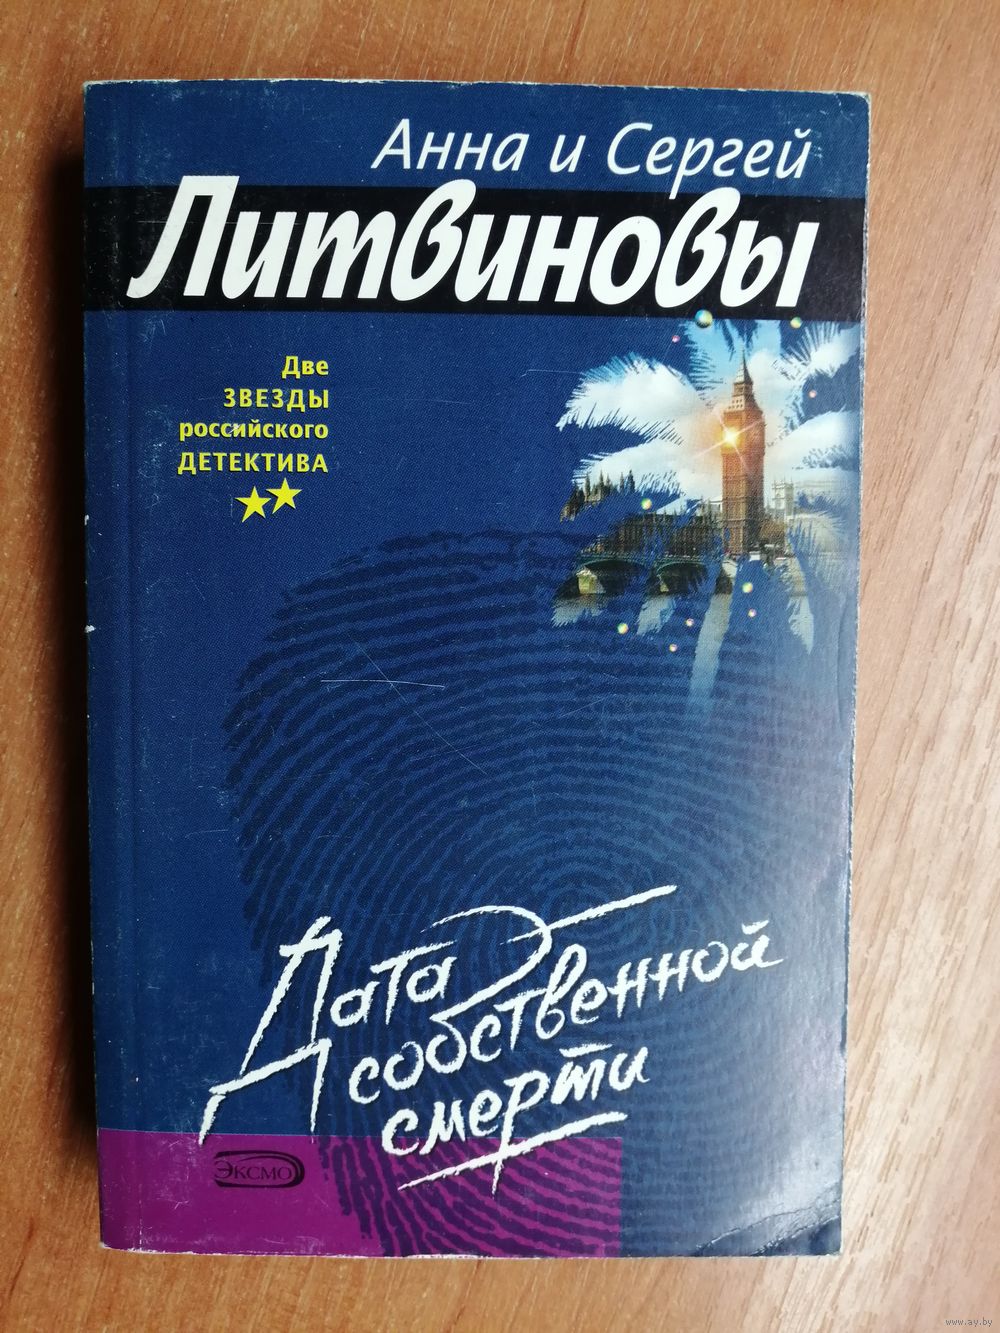 Анна и Сергей
Литвиновы
Две
ЗВЕЗДЫ
российского
ДЕТЕКТИВА
Дата
собственной
смерти
ЭКСМО
www.ay.by